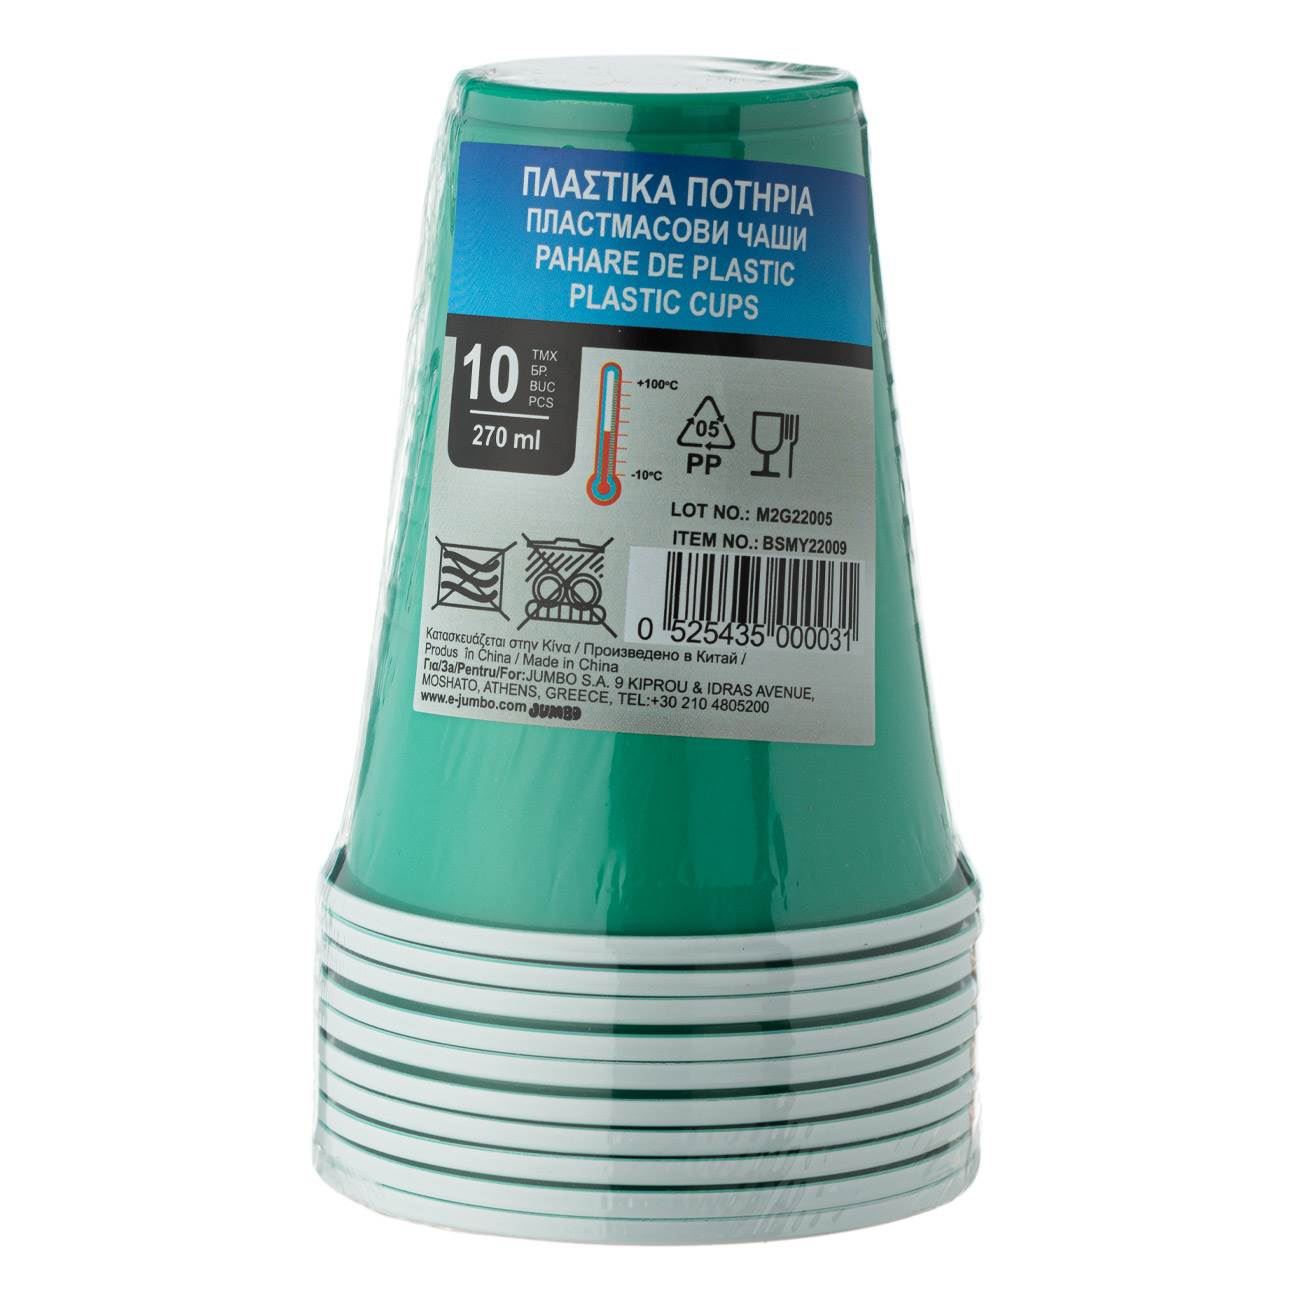 ΠΛΑΣΤΙΚΑ ΠΟΤΗΡΙΑ
ПЛАСТМАСОВИ ЧАШИ
PAHARE DE PLASTIC
PLASTIC CUPS
10
ΤΜΧ
БР.
BUC
PCS
270 ml
+100°C
-10°C
05
PP
LOT NO.: M2G22005
ITEM NO.: BSMY22009
0 525435 000031
Κατασκευάζεται στην Κίνα / Произведено в Китай /
Produs în China / Made in China
Για/За/Pentru/For:JUMBO S.A. 9 KIPROU & IDRAS AVENUE,
MOSHATO, ATHENS, GREECE, TEL:+30 210 4805200
www.e-jumbo.com JUMBO